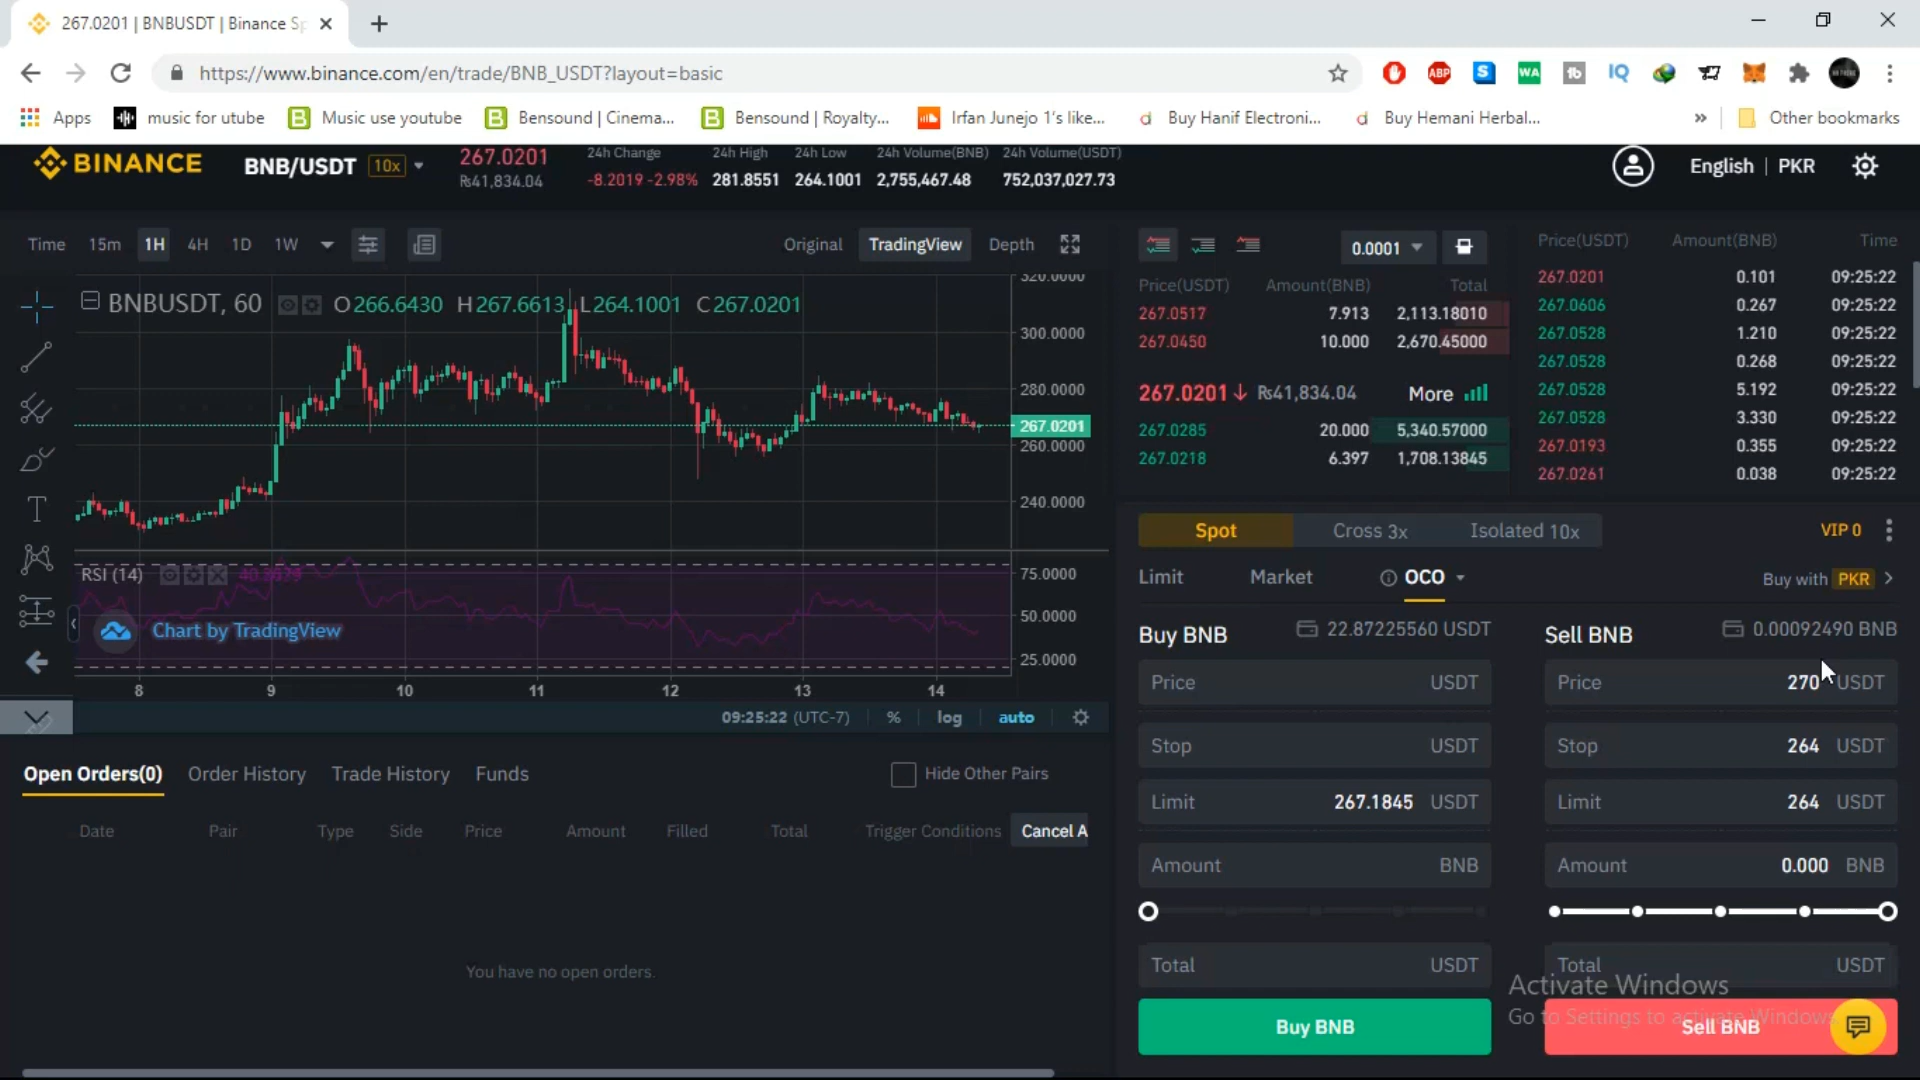 267.0201 | BNBUSDT | Binance Sp
https://www.binance.com/en/trade/BNB_USDT?layout=basic
ABP S WA tb IQ
Apps music for utube B Music use youtube B Bensound | Cinema... B Bensound | Royalty... Irfan Junejo 1's like... d Buy Hanif Electroni... d Buy Hemani Herbal... » Other bookmarks
BINANCE BNB/USDT 10x 267.0201 24h Change 24h High 24h Low 24h Volume(BNB) 24h Volume(USDT) English | PKR
₨41,834.04 -8.2019 -2.98% 281.8551 264.1001 2,755,467.48 752,037,027.73
Time 15m 1H 4H 1D 1W Original TradingView Depth
BNBUSDT, 60 O266.6430 H267.6613 L264.1001 C267.0201
320.0000
300.0000
280.0000
267.0201
260.0000
240.0000
RSI (14) 75.0000
50.0000
25.0000
Chart by TradingView
8 9 10 11 12 13 14
09:25:22 (UTC-7) % log auto
0.0001
Price(USDT) Amount(BNB) Total
267.0517 7.913 2,113.18010
267.0450 10.000 2,670.45000
267.0201↓ ₨41,834.04 More
267.0285 20.000 5,340.57000
267.0218 6.397 1,708.13845
Price(USDT) Amount(BNB) Time
267.0201 0.101 09:25:22
267.0606 0.267 09:25:22
267.0528 1.210 09:25:22
267.0528 0.268 09:25:22
267.0528 5.192 09:25:22
267.0528 3.330 09:25:22
267.0193 0.355 09:25:22
267.0261 0.038 09:25:22
Spot Cross 3x Isolated 10x VIP 0
Limit Market OCO Buy with PKR
Buy BNB 22.87225560 USDT
Price USDT
Stop USDT
Limit 267.1845 USDT
Amount BNB
Total USDT
Buy BNB
Sell BNB 0.00092490 BNB
Price 270 USDT
Stop 264 USDT
Limit 264 USDT
Amount 0.000 BNB
Total USDT
Sell BNB
Activate Windows
Go to Settings to activate Windows.
Open Orders(0) Order History Trade History Funds Hide Other Pairs
Date Pair Type Side Price Amount Filled Total Trigger Conditions Cancel A
You have no open orders.